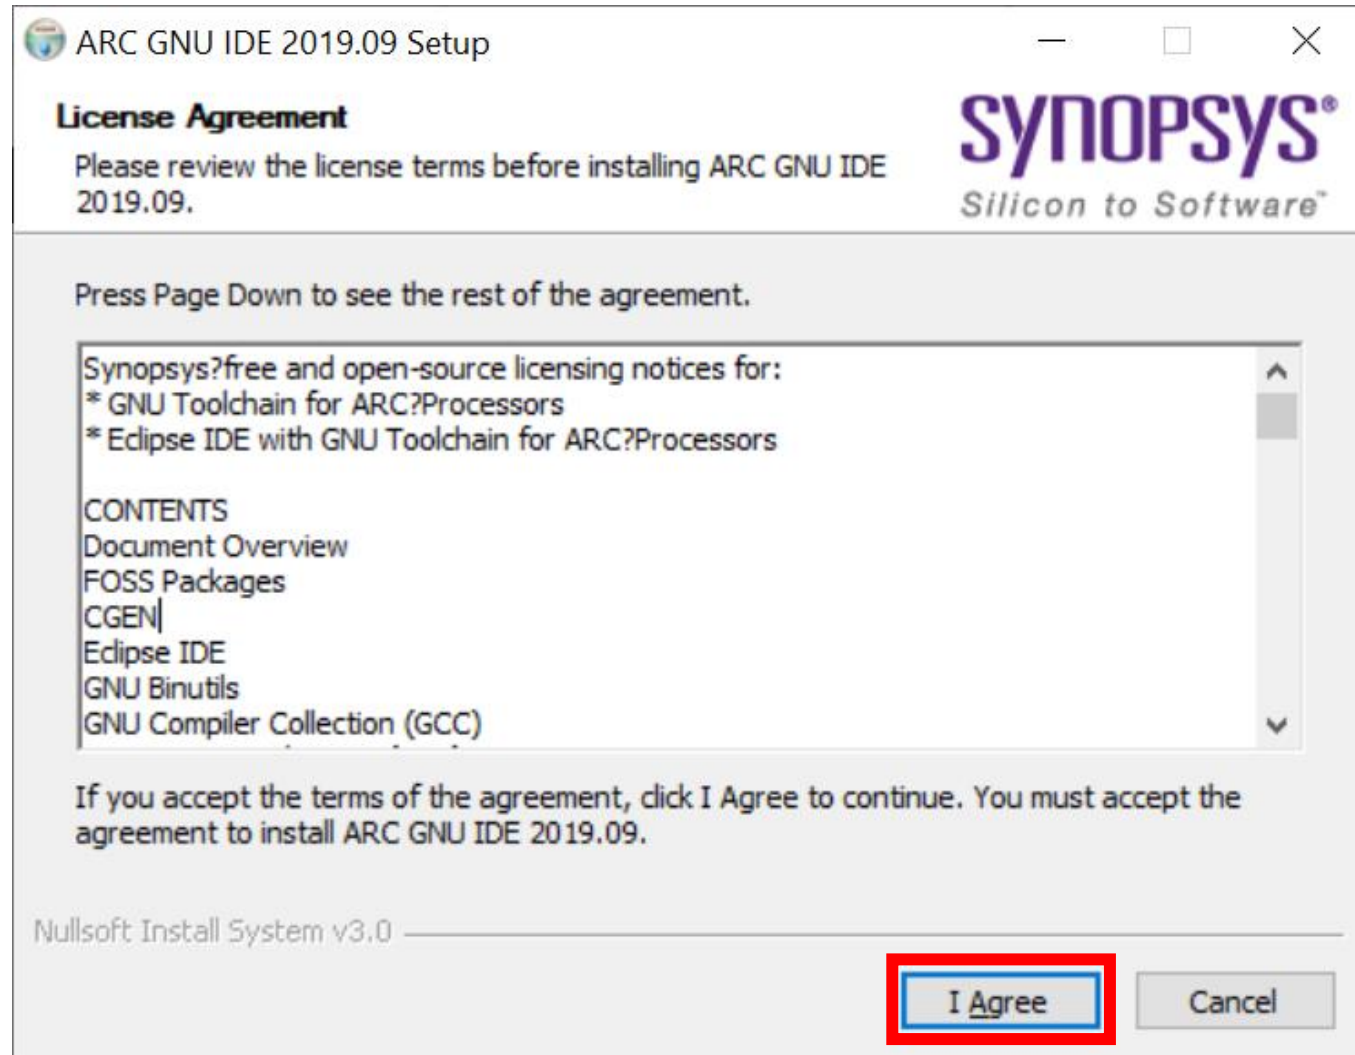 ARC GNU IDE 2019.09 Setup
License Agreement
Please review the license terms before installing ARC GNU IDE
2019.09.
SYNOPSYS®
Silicon to Software™
Press Page Down to see the rest of the agreement.
Synopsys?free and open-source licensing notices for:
* GNU Toolchain for ARC?Processors
* Eclipse IDE with GNU Toolchain for ARC?Processors
CONTENTS
Document Overview
FOSS Packages
CGEN
Eclipse IDE
GNU Binutils
GNU Compiler Collection (GCC)
If you accept the terms of the agreement, click I Agree to continue. You must accept the
agreement to install ARC GNU IDE 2019.09.
Nullsoft Install System v3.0
I Agree
Cancel